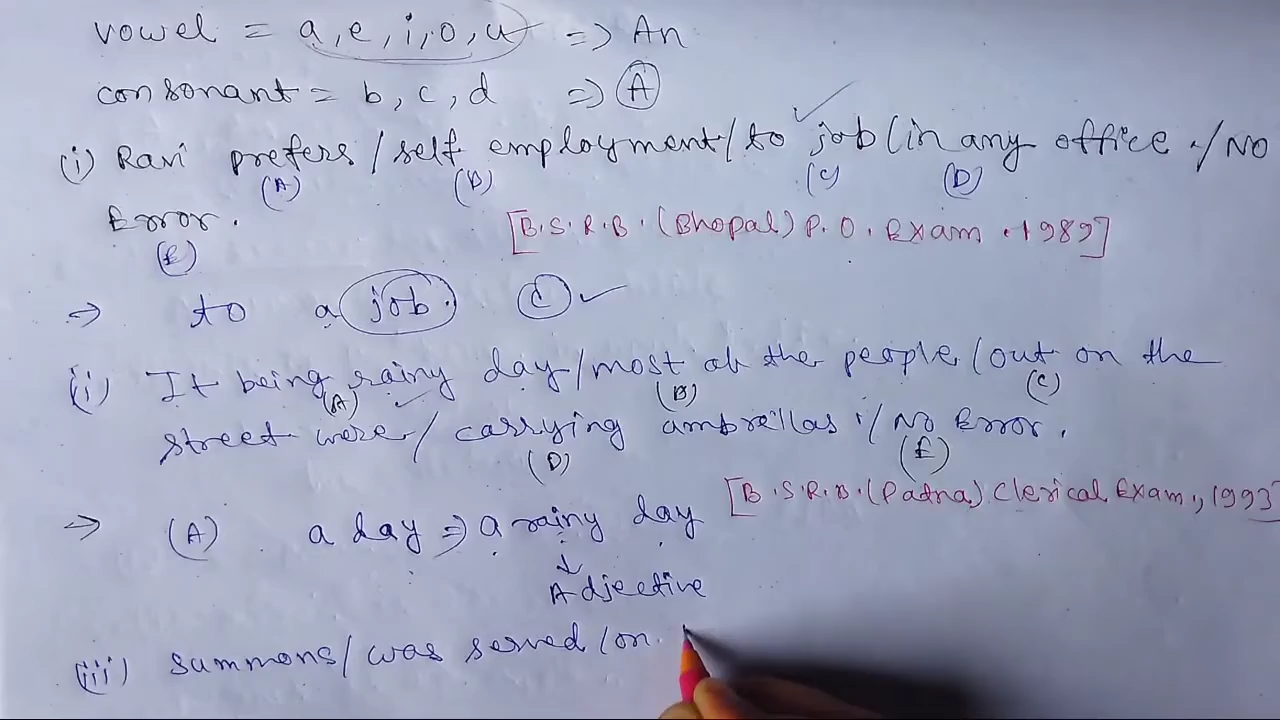 vowel = a, e, i, o, u => An
consonant = b, c, d => A
(i) Ravi prefers / self employment / to job (in any office. / No
(A) (B) (C) (D)
Error.
(E)
[B.S.R.B. (Bhopal) P.O. Exam. 1989]
=> to a job. C ✓
(ii) It being rainy day / most of the people (out on the
(A) (B) (C)
street were / carrying umbrellas. / No Error.
(D) (E)
[B.S.R.B. (Patna) Clerical Exam, 1993]
=> (A) a day => a rainy day
↓
Adjective
(iii) summons / was served / on.